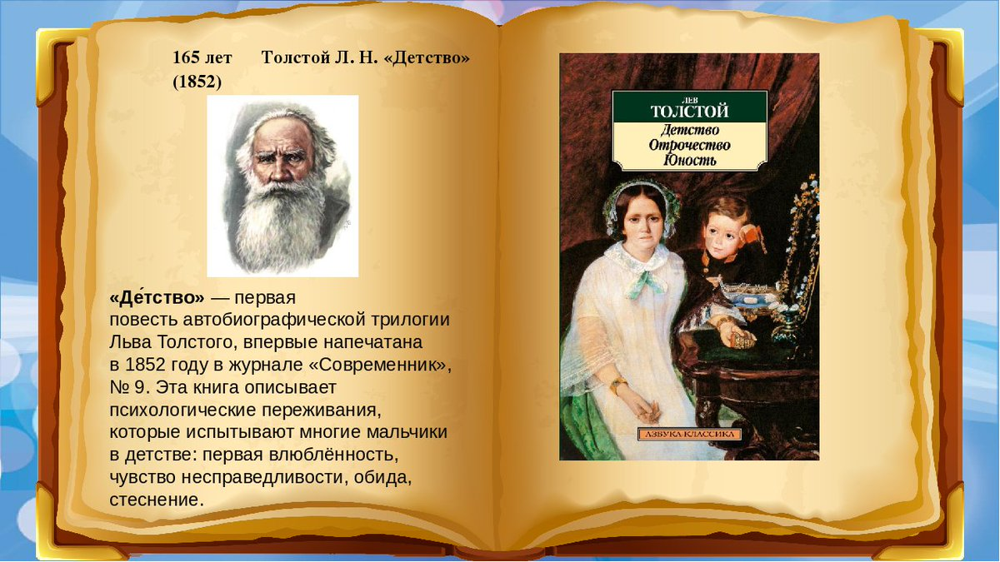 165 лет Толстой Л. Н. «Детство»
(1852)
«Де́тство» — первая
повесть автобиографической трилогии
Льва Толстого, впервые напечатана
в 1852 году в журнале «Современник»,
№ 9. Эта книга описывает
психологические переживания,
которые испытывают многие мальчики
в детстве: первая влюблённость,
чувство несправедливости, обида,
стеснение.
ЛЕВ
ТОЛСТОЙ
Детство
Отрочество
Юность
АЗБУКА-КЛАССИКА